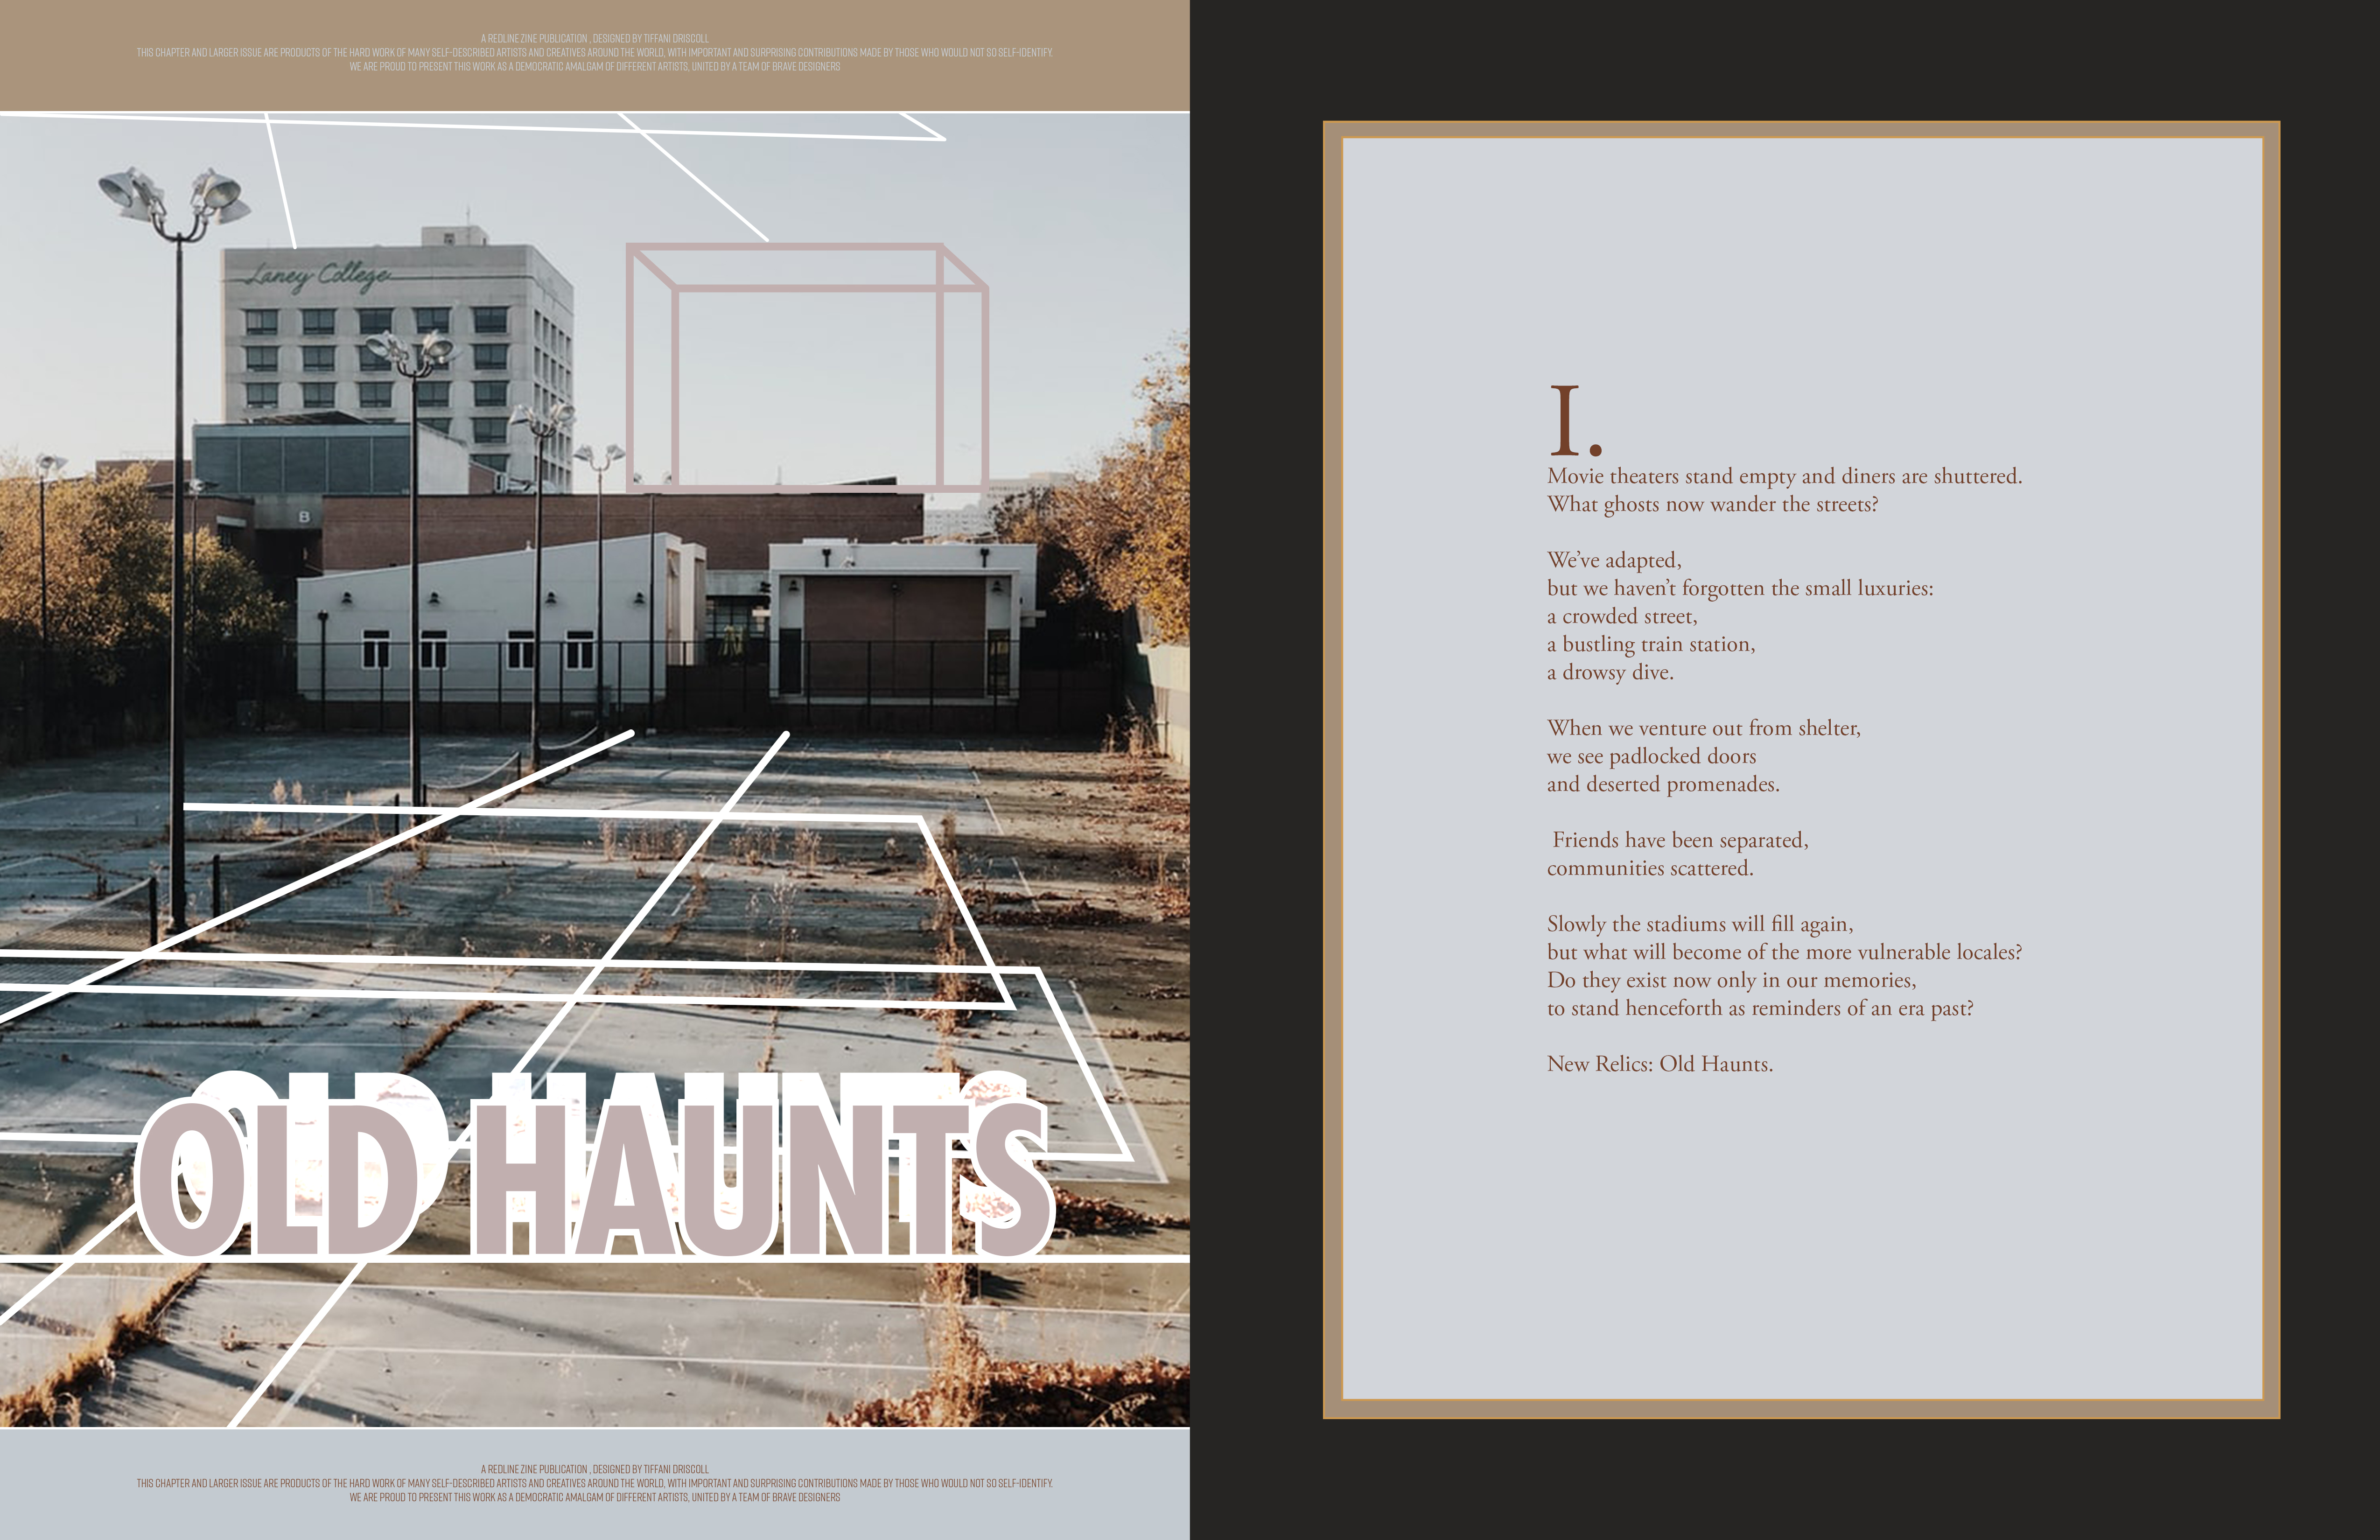 A REDLINE ZINE PUBLICATION , DESIGNED BY TIFFANI DRISCOLL
THIS CHAPTER AND LARGER ISSUE ARE PRODUCTS OF THE HARD WORK OF MANY SELF-DESCRIBED ARTISTS AND CREATIVES AROUND THE WORLD, WITH IMPORTANT AND SURPRISING CONTRIBUTIONS MADE BY THOSE WHO WOULD NOT SO SELF-IDENTIFY.
WE ARE PROUD TO PRESENT THIS WORK AS A DEMOCRATIC AMALGAM OF DIFFERENT ARTISTS, UNITED BY A TEAM OF BRAVE DESIGNERS
Laney College
B
OLD HAUNTS
A REDLINE ZINE PUBLICATION , DESIGNED BY TIFFANI DRISCOLL
THIS CHAPTER AND LARGER ISSUE ARE PRODUCTS OF THE HARD WORK OF MANY SELF-DESCRIBED ARTISTS AND CREATIVES AROUND THE WORLD, WITH IMPORTANT AND SURPRISING CONTRIBUTIONS MADE BY THOSE WHO WOULD NOT SO SELF-IDENTIFY.
WE ARE PROUD TO PRESENT THIS WORK AS A DEMOCRATIC AMALGAM OF DIFFERENT ARTISTS, UNITED BY A TEAM OF BRAVE DESIGNERS
I.
Movie theaters stand empty and diners are shuttered.
What ghosts now wander the streets?
We’ve adapted,
but we haven’t forgotten the small luxuries:
a crowded street,
a bustling train station,
a drowsy dive.
When we venture out from shelter,
we see padlocked doors
and deserted promenades.
Friends have been separated,
communities scattered.
Slowly the stadiums will fill again,
but what will become of the more vulnerable locales?
Do they exist now only in our memories,
to stand henceforth as reminders of an era past?
New Relics: Old Haunts.